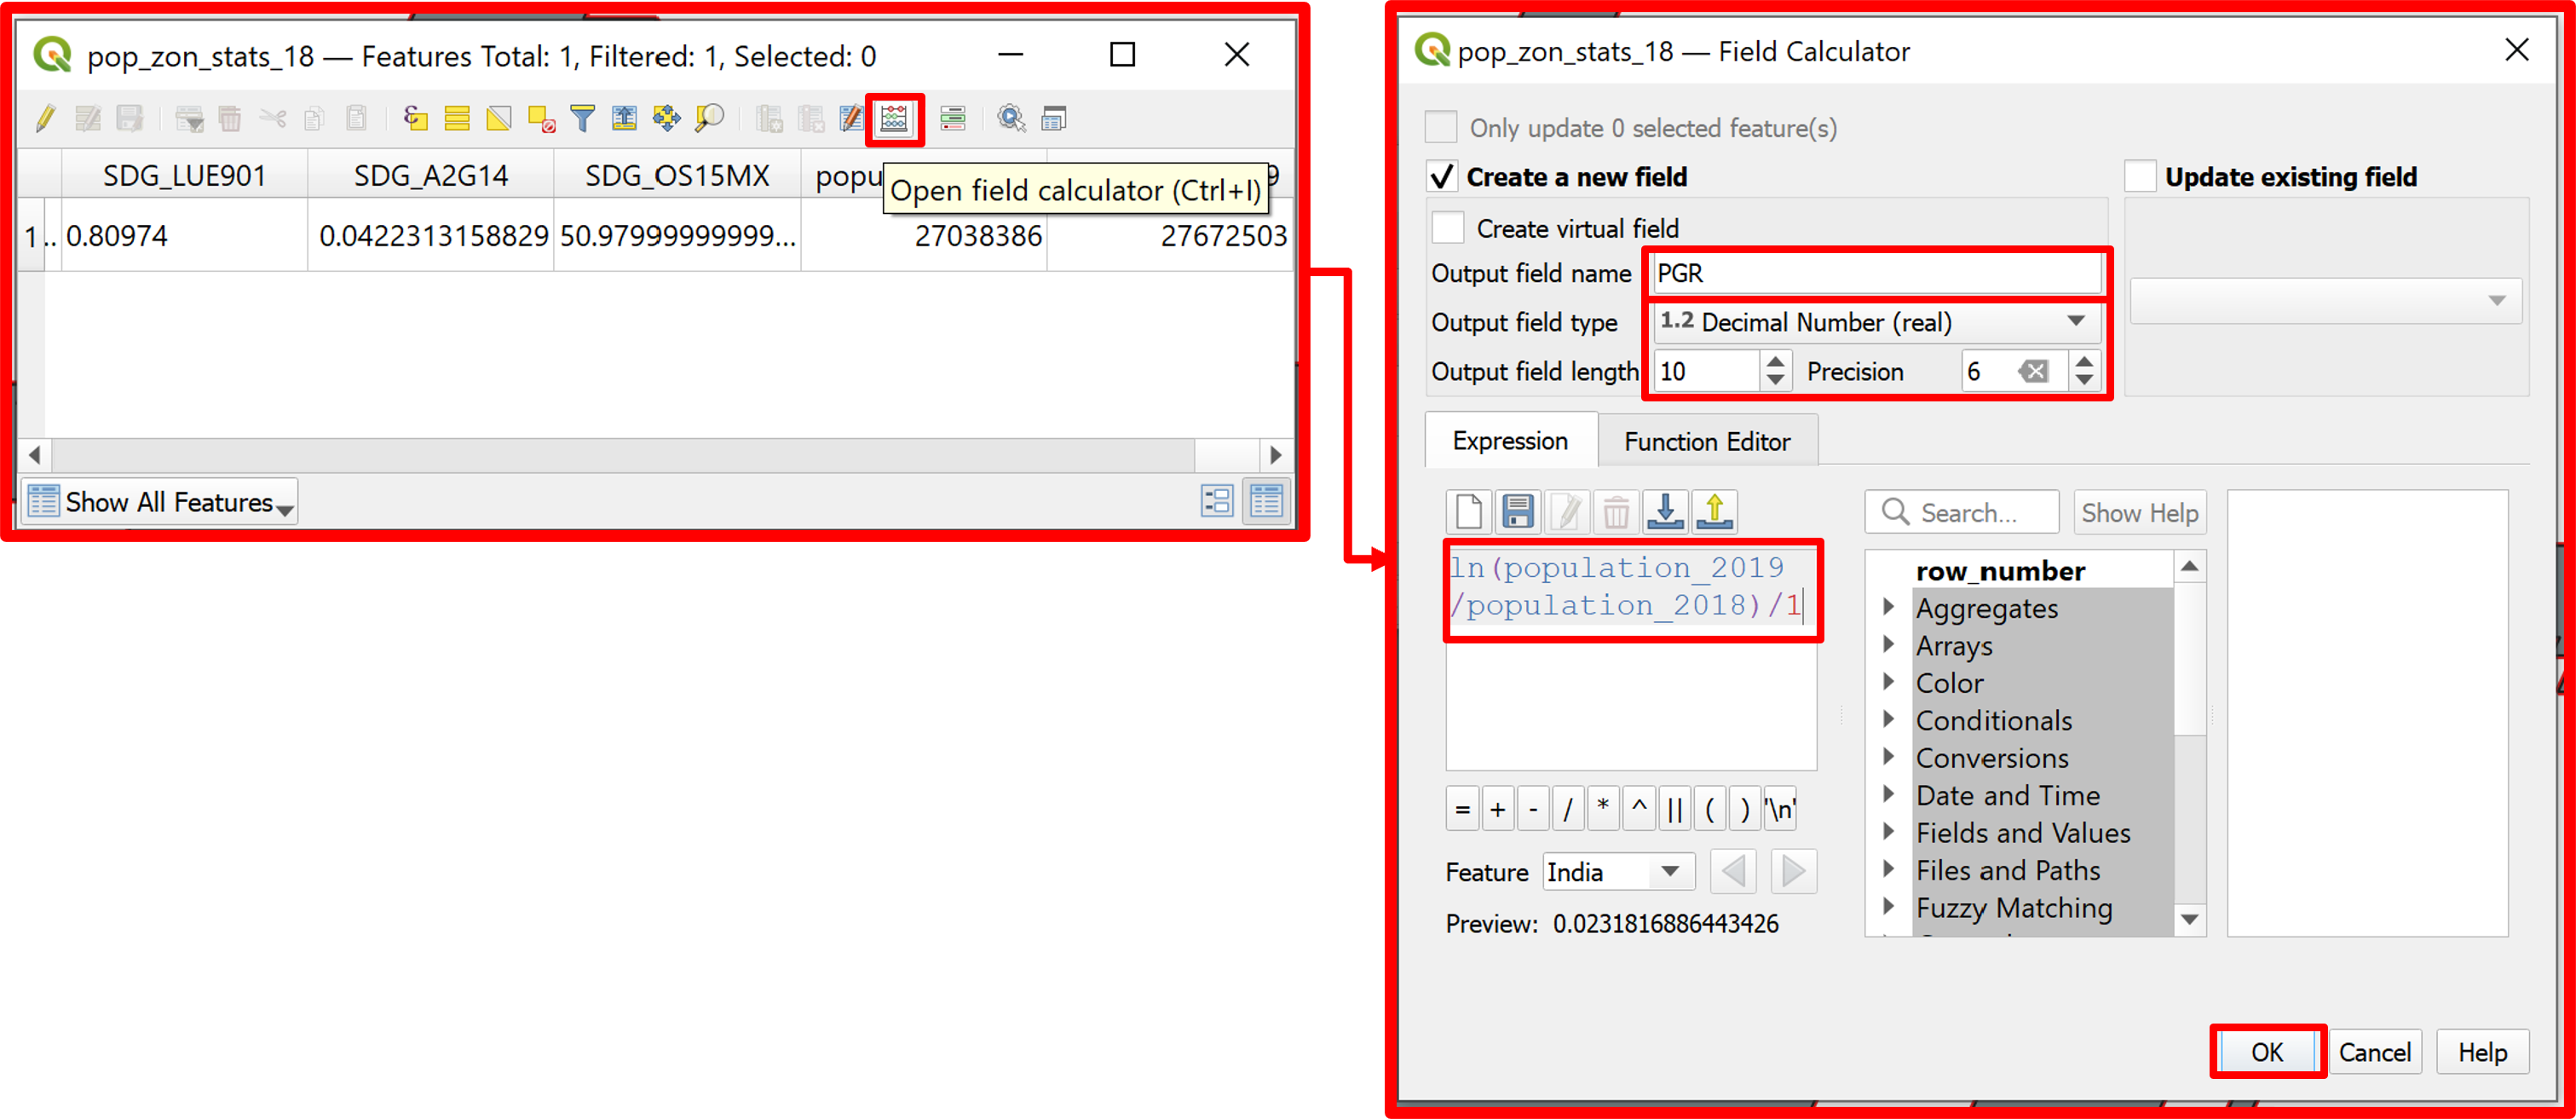 pop_zon_stats_18 — Features Total: 1, Filtered: 1, Selected: 0
SDG_LUE901 SDG_A2G14 SDG_OS15MX popu 9
Open field calculator (Ctrl+I)
1 .. 0.80974 0.0422313158829 50.97999999999... 27038386 27672503
Show All Features
pop_zon_stats_18 — Field Calculator
Only update 0 selected feature(s)
Create a new field
Update existing field
Create virtual field
Output field name PGR
Output field type 1.2 Decimal Number (real)
Output field length 10 Precision 6
Expression Function Editor
Search... Show Help
ln(population_2019
/population_2018)/1
= + - / * ^ || ( ) '\n'
Feature India
Preview: 0.0231816886443426
row_number
Aggregates
Arrays
Color
Conditionals
Conversions
Date and Time
Fields and Values
Files and Paths
Fuzzy Matching
OK Cancel Help